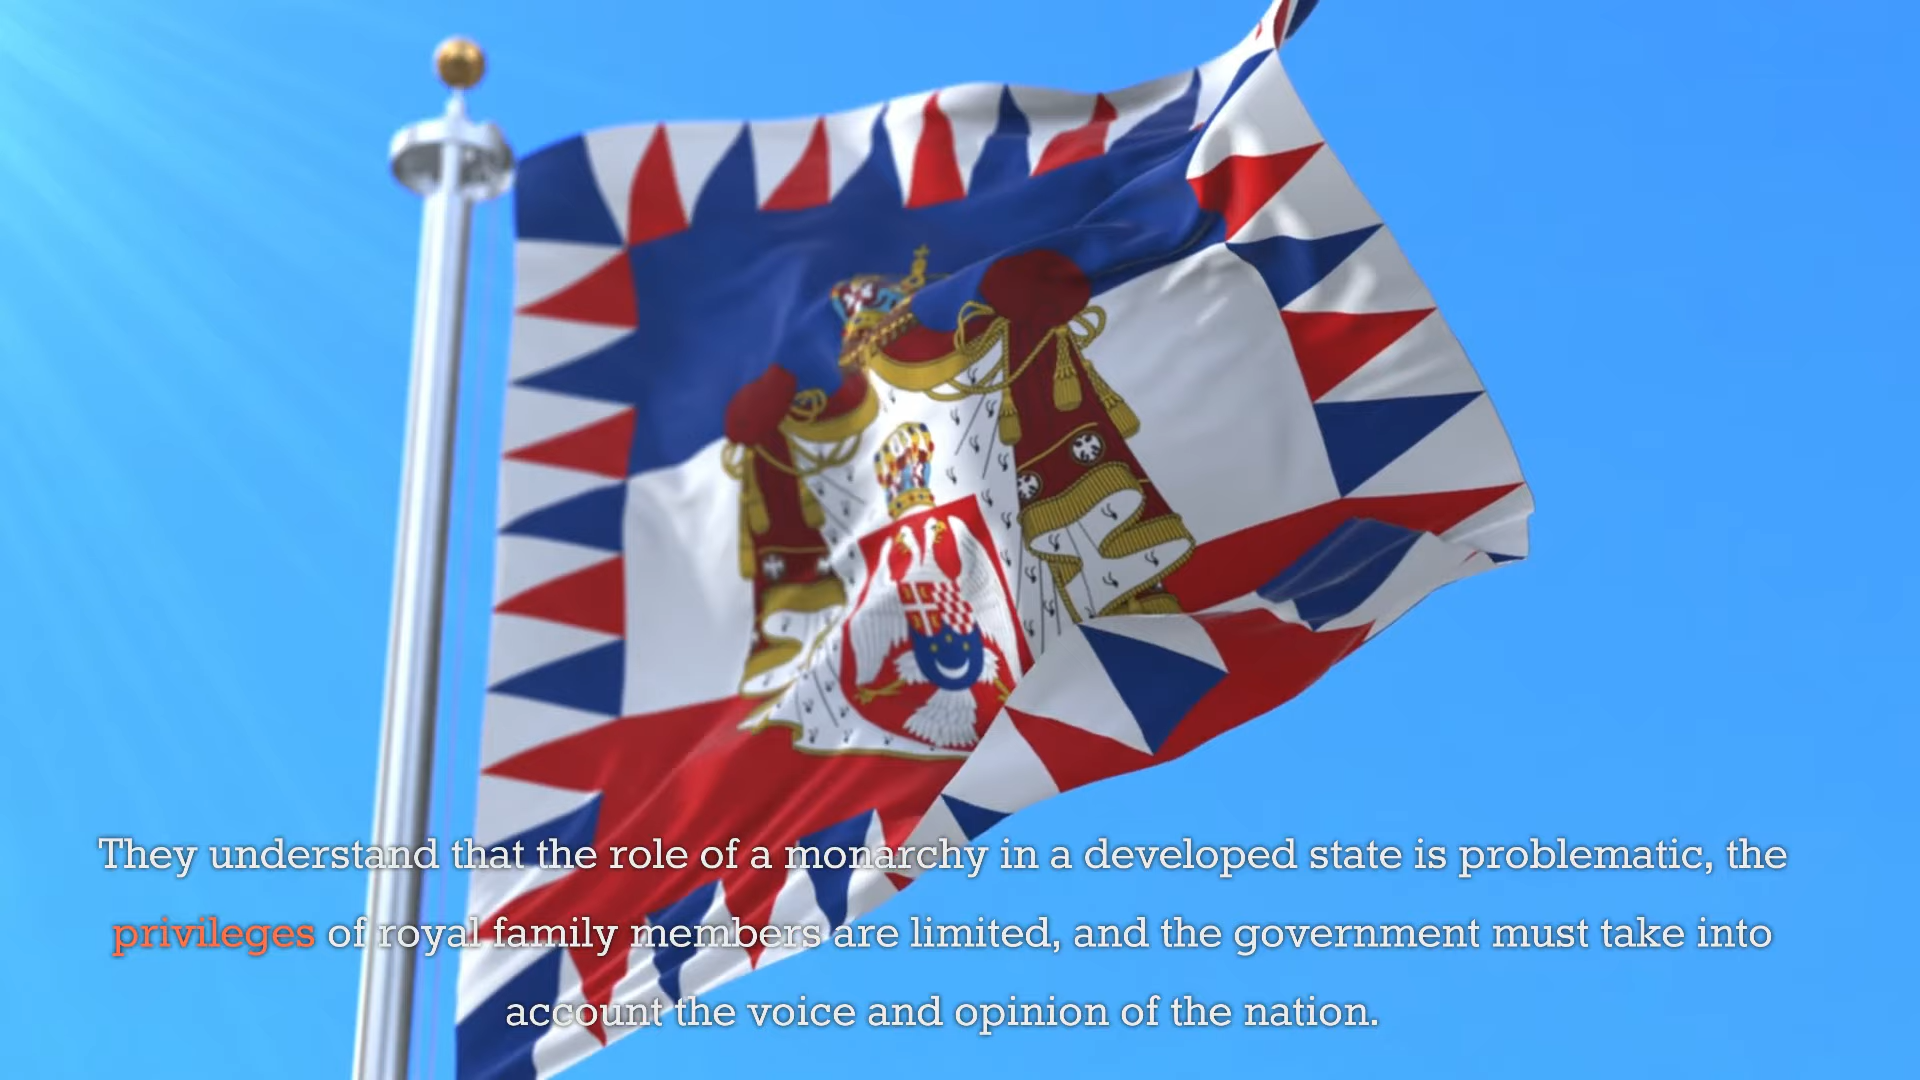 They understand that the role of a monarchy in a developed state is problematic, the
privileges of royal family members are limited, and the government must take into
account the voice and opinion of the nation.